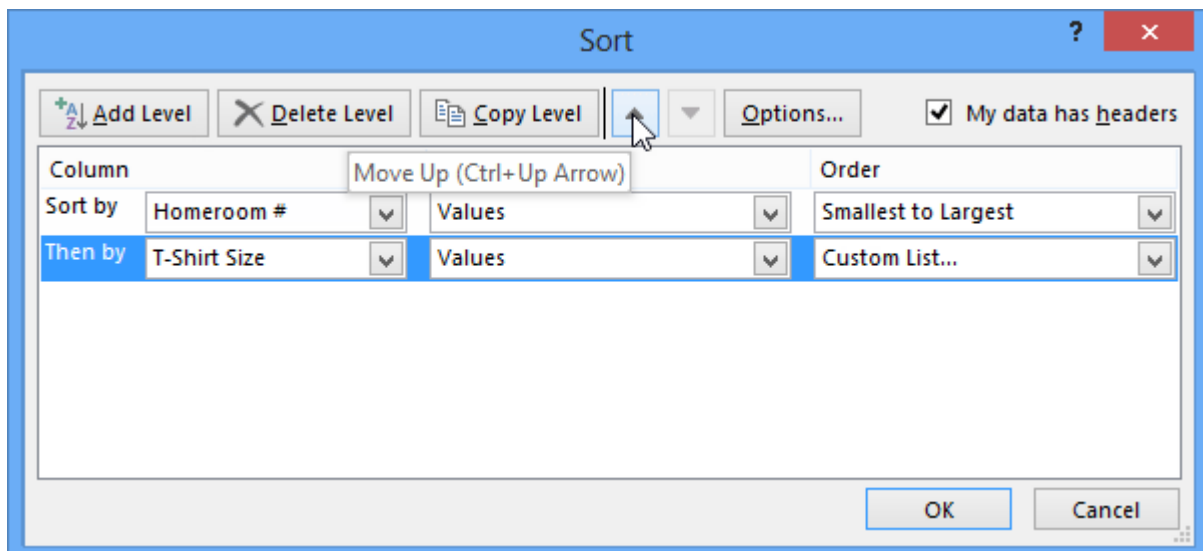 Sort ?
Add Level Delete Level Copy Level Options... My data has headers
Column Order
Move Up (Ctrl+Up Arrow)
Sort by Homeroom # Values Smallest to Largest
Then by T-Shirt Size Values Custom List...
OK Cancel